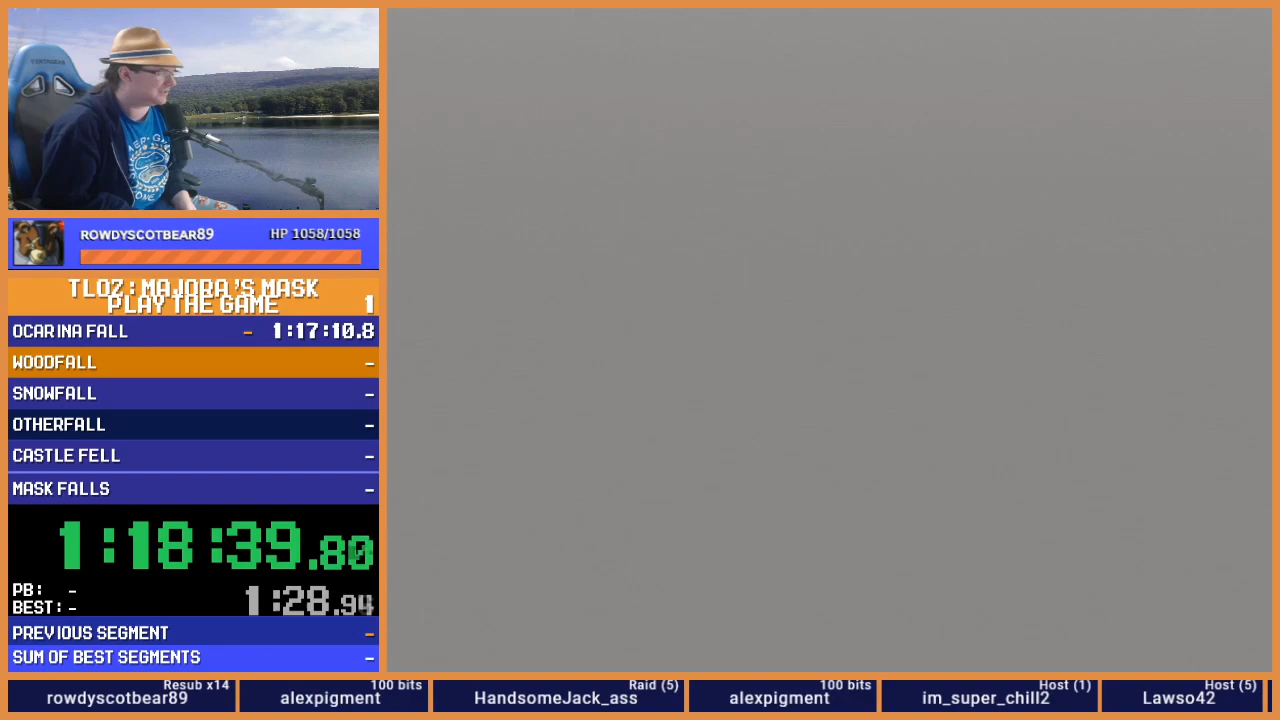 ROWDYSCOTBEAR89 HP 1058/1058
TLOZ: MAJORA'S MASK
PLAY THE GAME 1
OCARINA FALL - 1:17:10.8
WOODFALL -
SNOWFALL -
OTHERFALL -
CASTLE FELL -
MASK FALLS -
1:18:39.80
PB: -
BEST: - 1:28.94
PREVIOUS SEGMENT -
SUM OF BEST SEGMENTS -
Resub x14 100 bits Raid (5) 100 bits Host (1) Host (5)
rowdyscotbear89 alexpigment HandsomeJack_ass alexpigment im_super_chill2 Lawso42